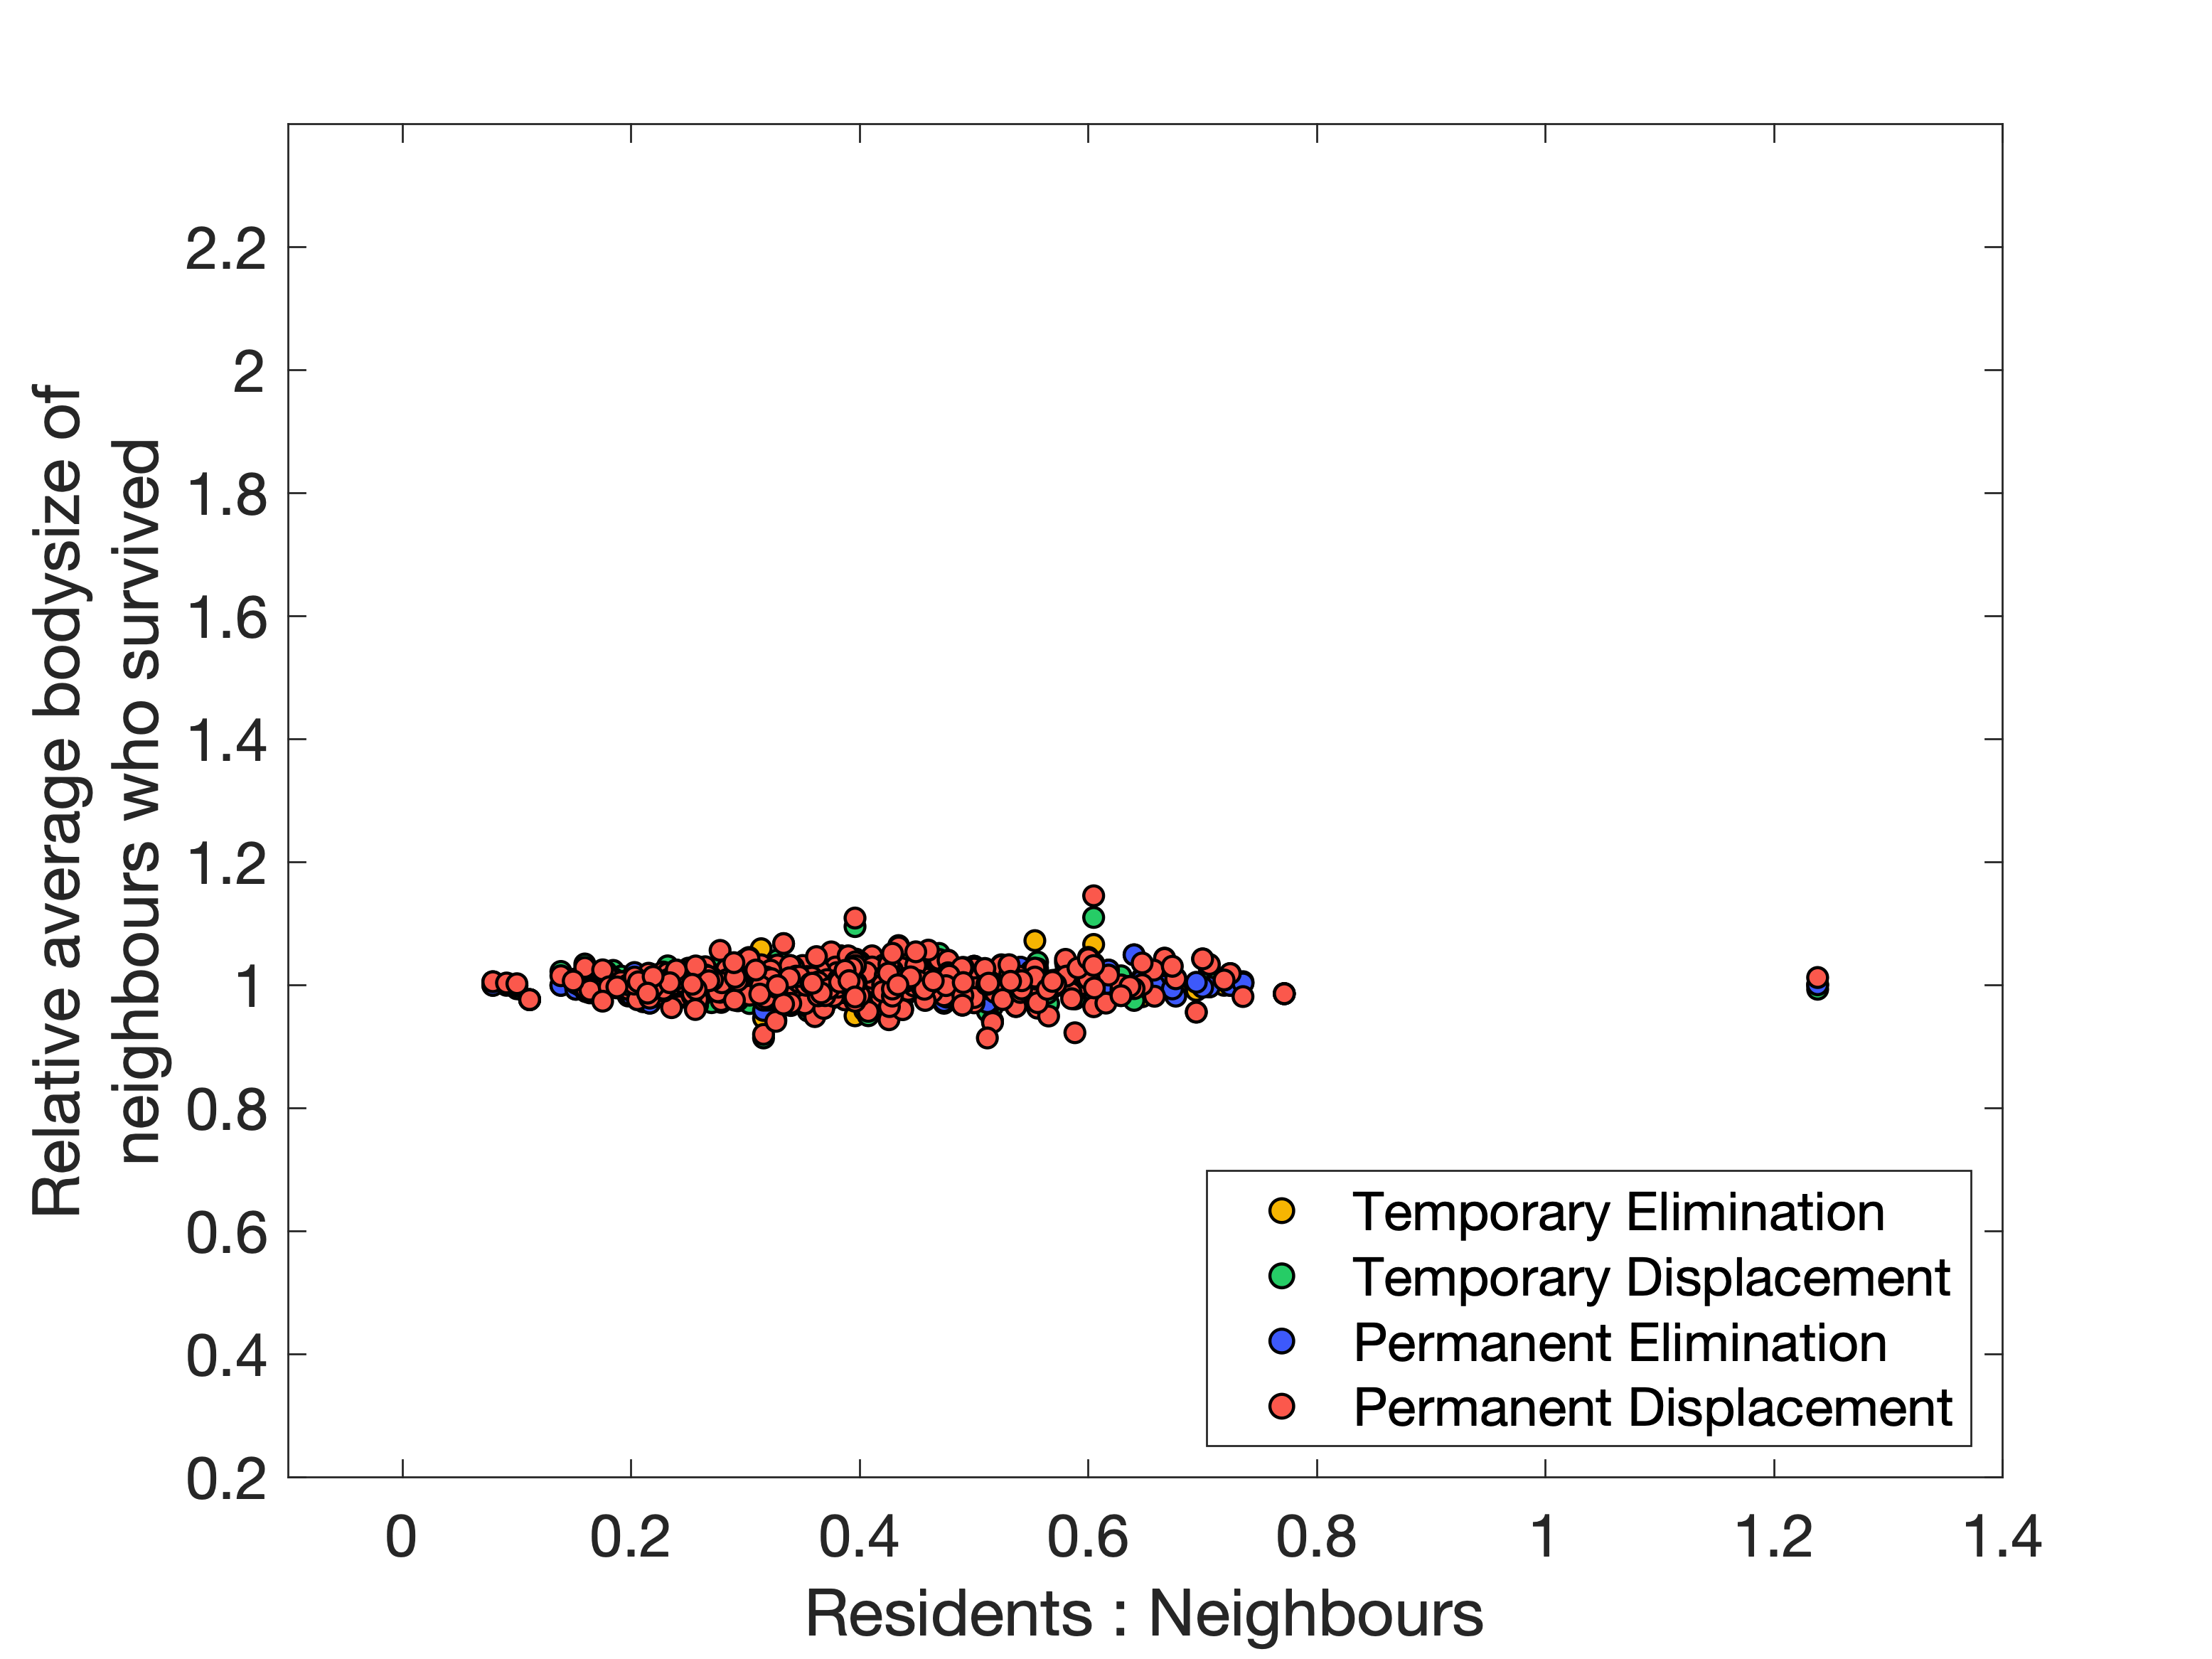 Relative average bodysize of
neighbours who survived
2.2
2
1.8
1.6
1.4
1.2
1
0.8
0.6
0.4
0.2
Temporary Elimination
Temporary Displacement
Permanent Elimination
Permanent Displacement
0 0.2 0.4 0.6 0.8 1 1.2 1.4
Residents : Neighbours